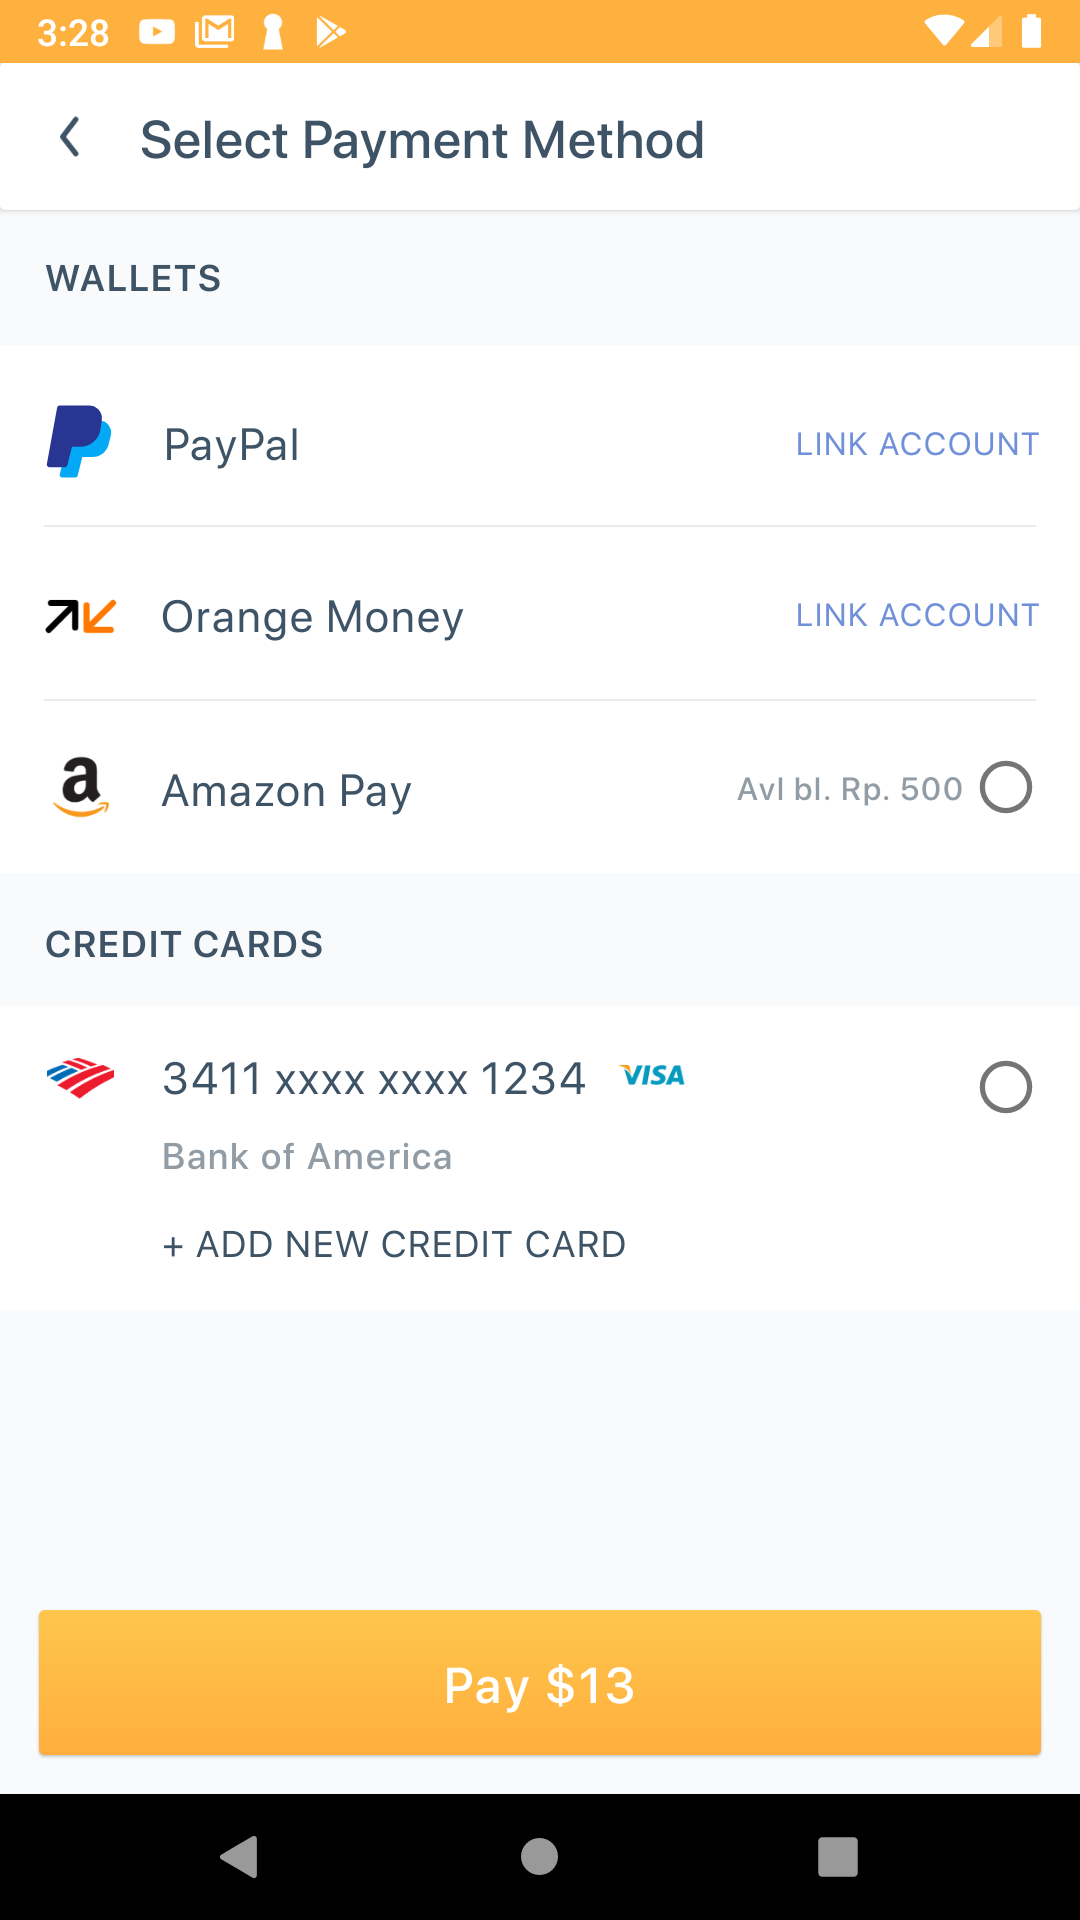 3:28
Select Payment Method
WALLETS
PayPal LINK ACCOUNT
Orange Money LINK ACCOUNT
Amazon Pay Avl bl. Rp. 500
CREDIT CARDS
3411 xxxx xxxx 1234 VISA
Bank of America
+ ADD NEW CREDIT CARD
Pay $13